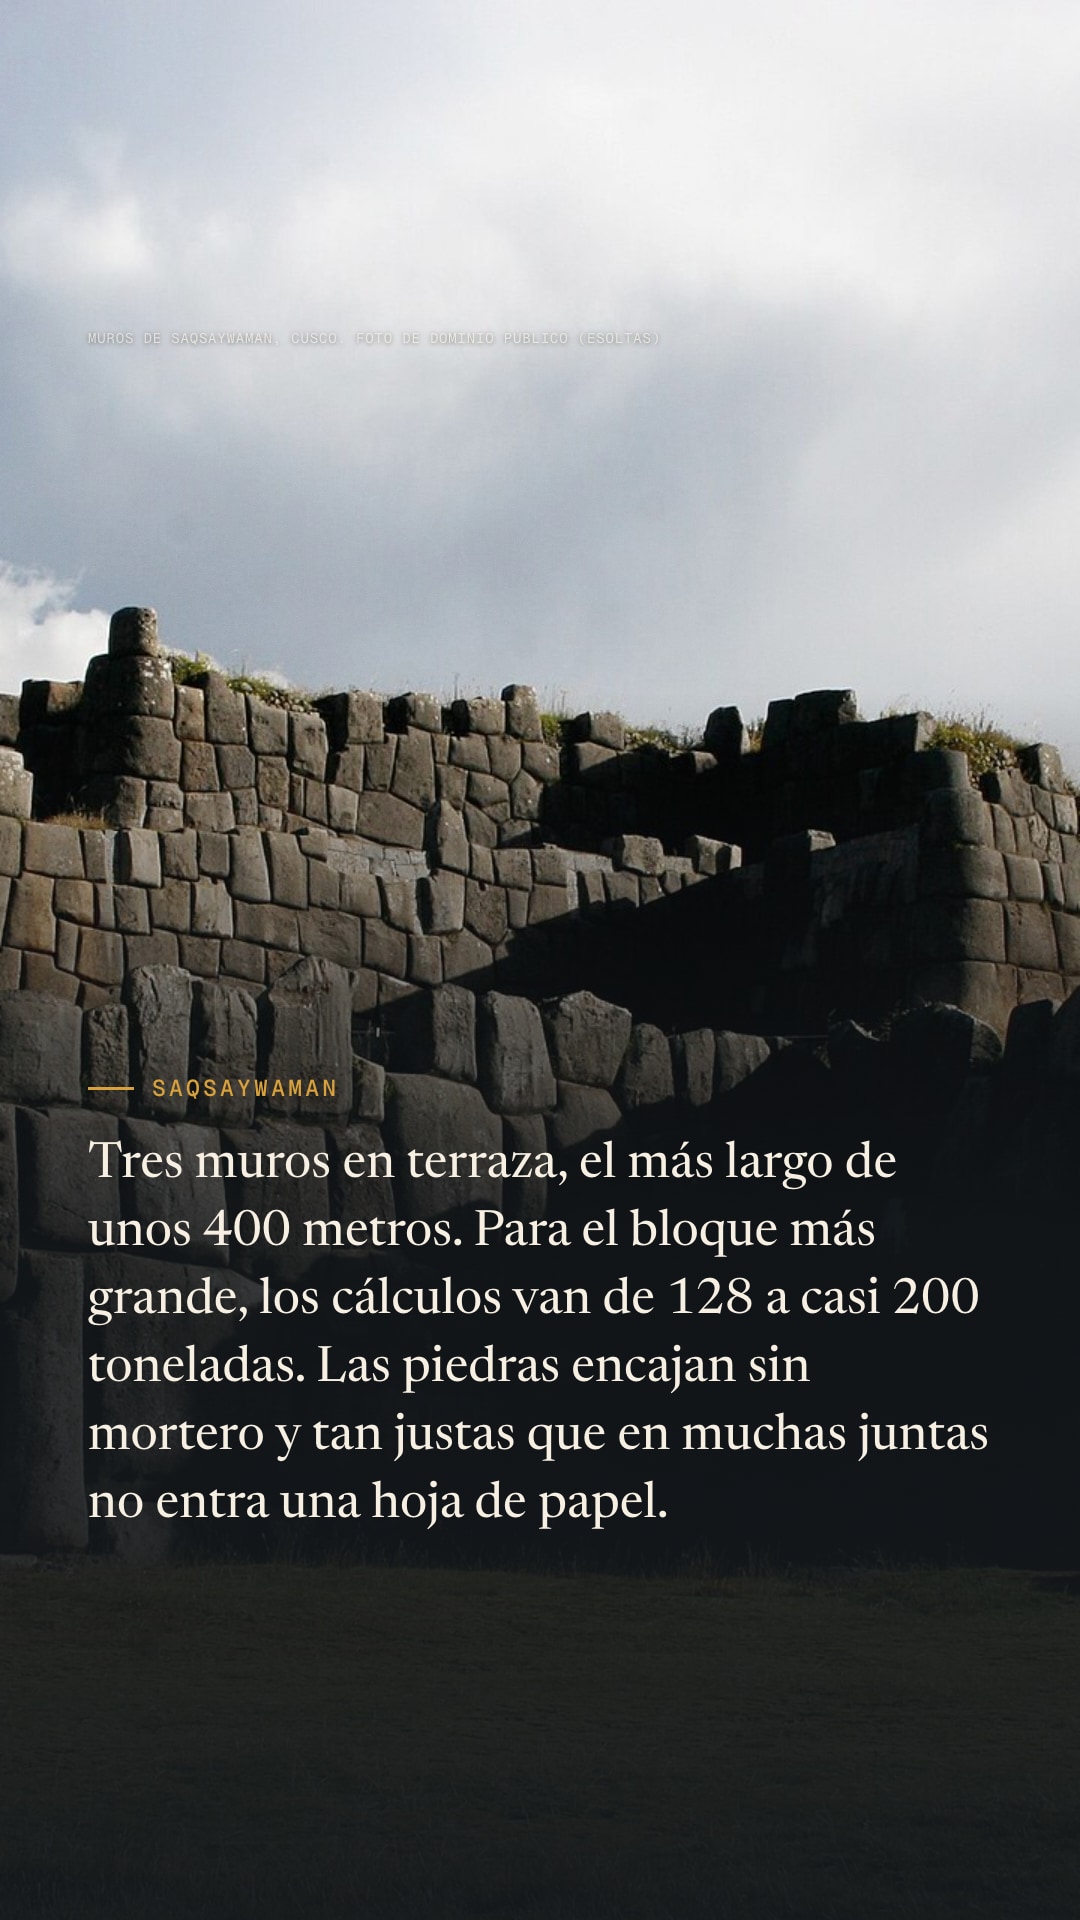 MUROS DE SAQSAYWAMAN, CUSCO. FOTO DE DOMINIO PÚBLICO (ESOLTAS)
SAQSAYWAMAN
Tres muros en terraza, el más largo de
unos 400 metros. Para el bloque más
grande, los cálculos van de 128 a casi 200
toneladas. Las piedras encajan sin
mortero y tan justas que en muchas juntas
no entra una hoja de papel.